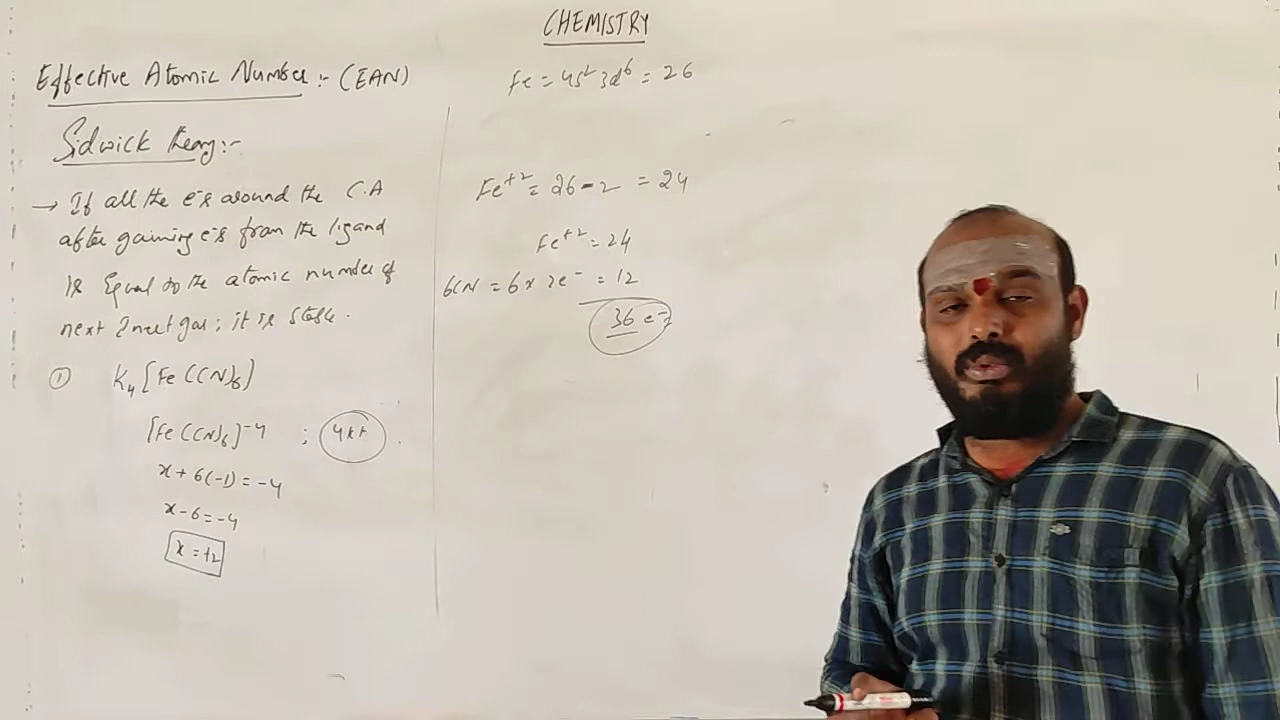 CHEMISTRY
Effective Atomic Number :- (EAN)
Sidwick theory:-
→ If all the e⁻s around the C.A
after gaining e⁻s from the ligand
is Equal to the atomic number of
next Inert gas; it is stable.
① K₄[Fe(CN)₆]
[Fe(CN)₆]⁻⁴ ; 4K+
x + 6(-1) = -4
x - 6 = -4
x = +2
Fe = 4s² 3d⁶ = 26
Fe⁺² = 26 - 2 = 24
Fe⁺² = 24
6CN = 6 x 2e⁻ = 12
36 e⁻s